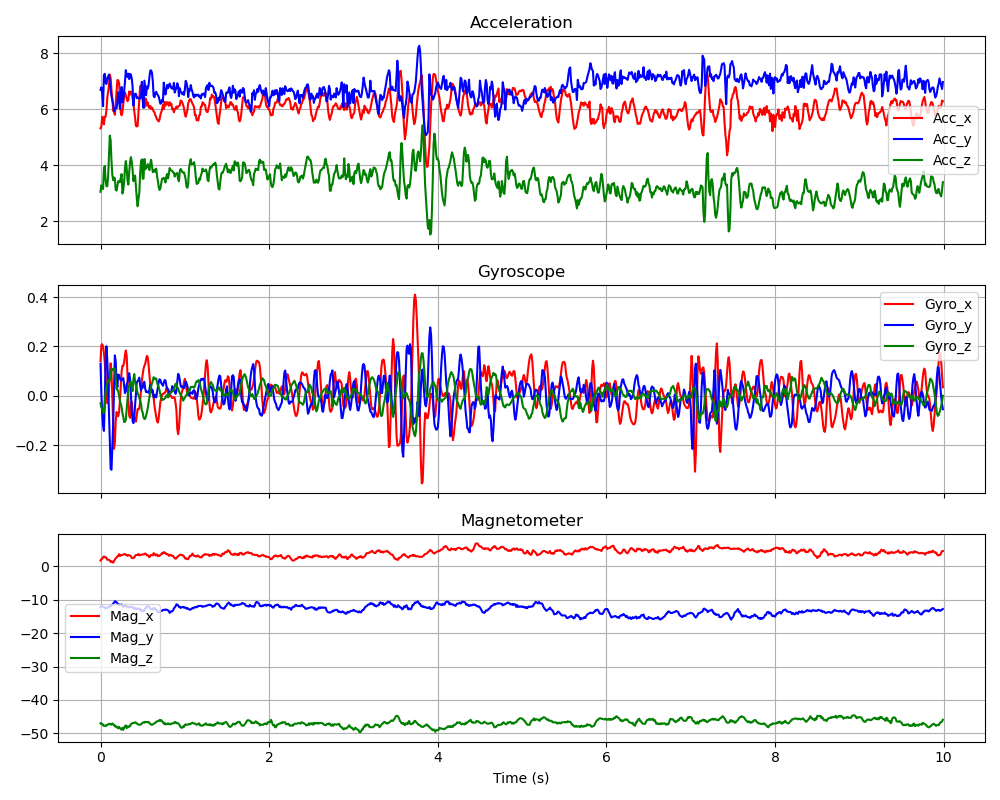 Acceleration
8
6
4
2
Acc_x
Acc_y
Acc_z
Gyroscope
0.4
0.2
0.0
−0.2
Gyro_x
Gyro_y
Gyro_z
Magnetometer
0
−10
−20
−30
−40
−50
Mag_x
Mag_y
Mag_z
0 2 4 6 8 10
Time (s)